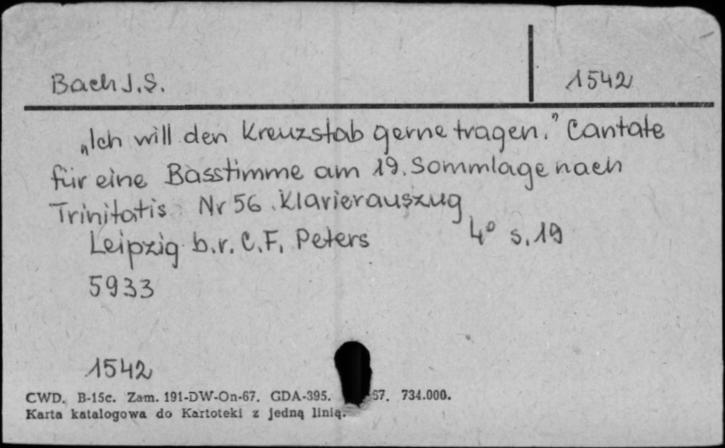 Bach J.S. 1542
„Ich will den Kreuzstab gerne tragen." Cantate
für eine Basstimme am 19. Sommlage nach
Trinitatis Nr 56. Klavierauszug
Leipzig b.r. C.F. Peters 4° s. 19
5933
1542
CWD. B-15c. Zam. 191-DW-On-67. GDA-395. 57. 734.000.
Karta katalogowa do Kartoteki z jedną linią.